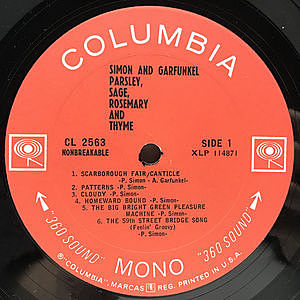 COLUMBIA
SIMON AND GARFUNKEL
PARSLEY,
SAGE,
ROSEMARY
AND
THYME
CL 2563
NONBREAKABLE
SIDE 1
XLP 114871
1. SCARBOROUGH FAIR/CANTICLE
-P. Simon - A. Garfunkel-
2. PATTERNS -P. Simon-
3. CLOUDY -P. Simon-
4. HOMEWARD BOUND -P. Simon-
5. THE BIG BRIGHT GREEN PLEASURE
MACHINE -P. Simon-
6. THE 59th STREET BRIDGE SONG
(Feelin' Groovy)
-P. Simon-
"360 SOUND" MONO "360 SOUND"
® "COLUMBIA", MARCAS REG. PRINTED IN U.S.A.